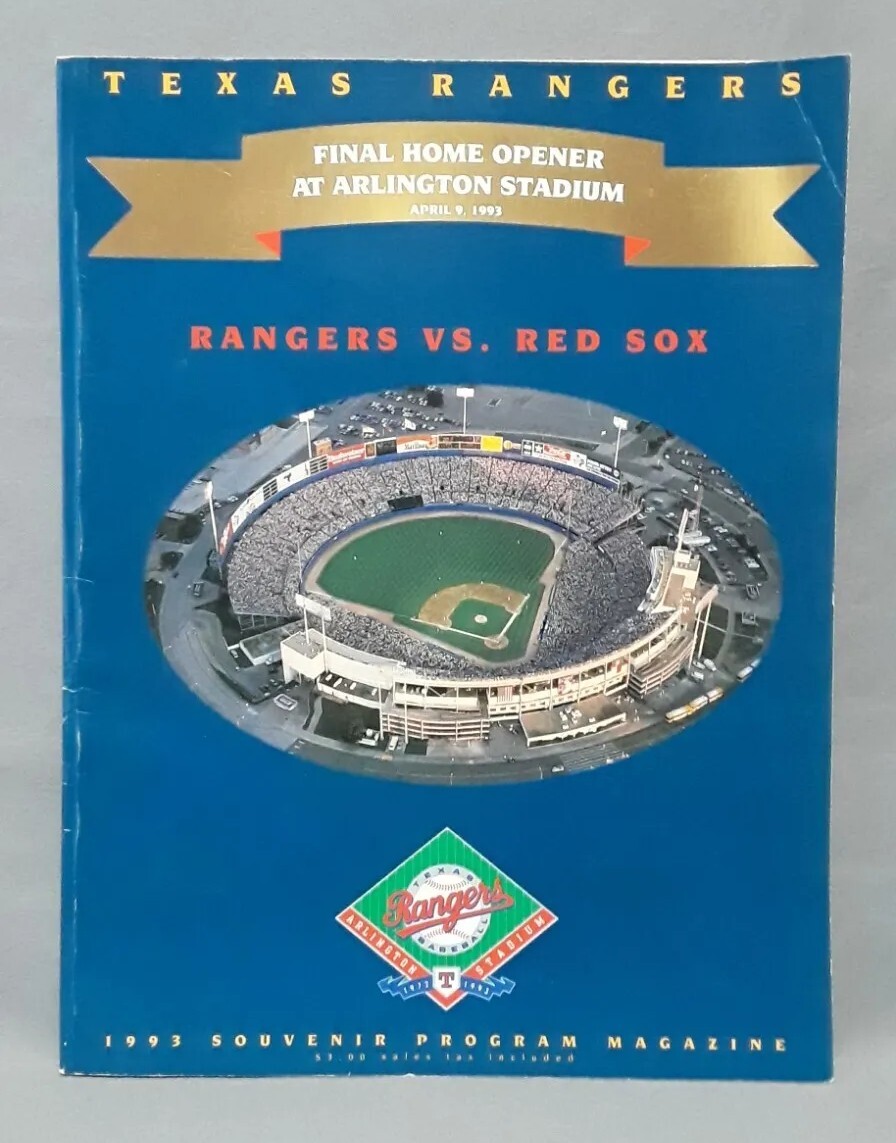 TEXAS RANGERS
FINAL HOME OPENER
AT ARLINGTON STADIUM
APRIL 9, 1993
RANGERS VS. RED SOX
TEXAS
Rangers
BASEBALL
ARLINGTON STADIUM
T
1972 1993
1993 SOUVENIR PROGRAM MAGAZINE
$3.00 sales tax included